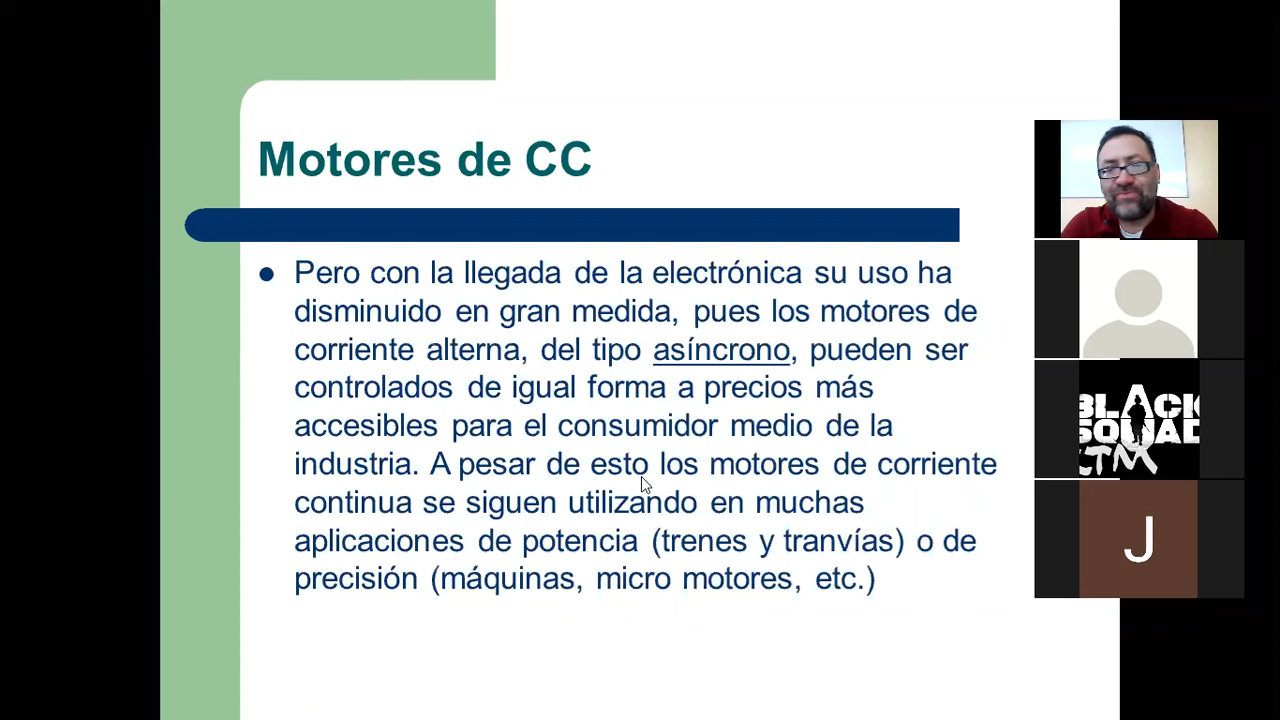 Motores de CC
Pero con la llegada de la electrónica su uso ha
disminuido en gran medida, pues los motores de
corriente alterna, del tipo asíncrono, pueden ser
controlados de igual forma a precios más
accesibles para el consumidor medio de la
industria. A pesar de esto los motores de corriente
continua se siguen utilizando en muchas
aplicaciones de potencia (trenes y tranvías) o de
precisión (máquinas, micro motores, etc.)
BLACK
SQUAD
LTM
J